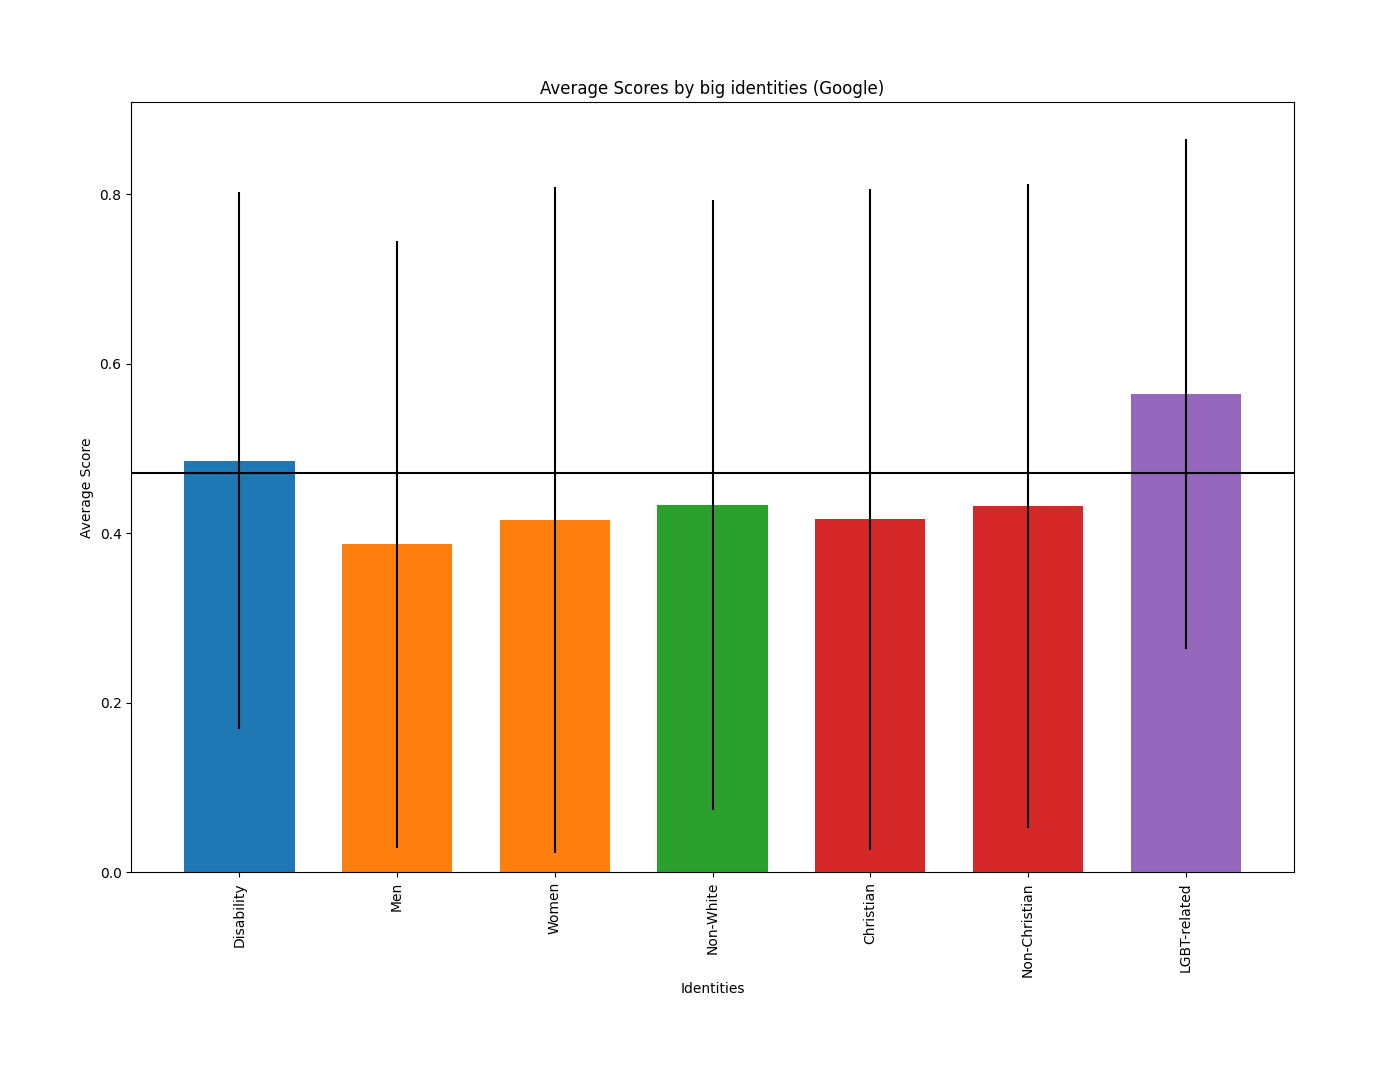 Average Scores by big identities (Google)
Average Score
0.8
0.6
0.4
0.2
0.0
Disability
Men
Women
Non-White
Christian
Non-Christian
LGBT-related
Identities